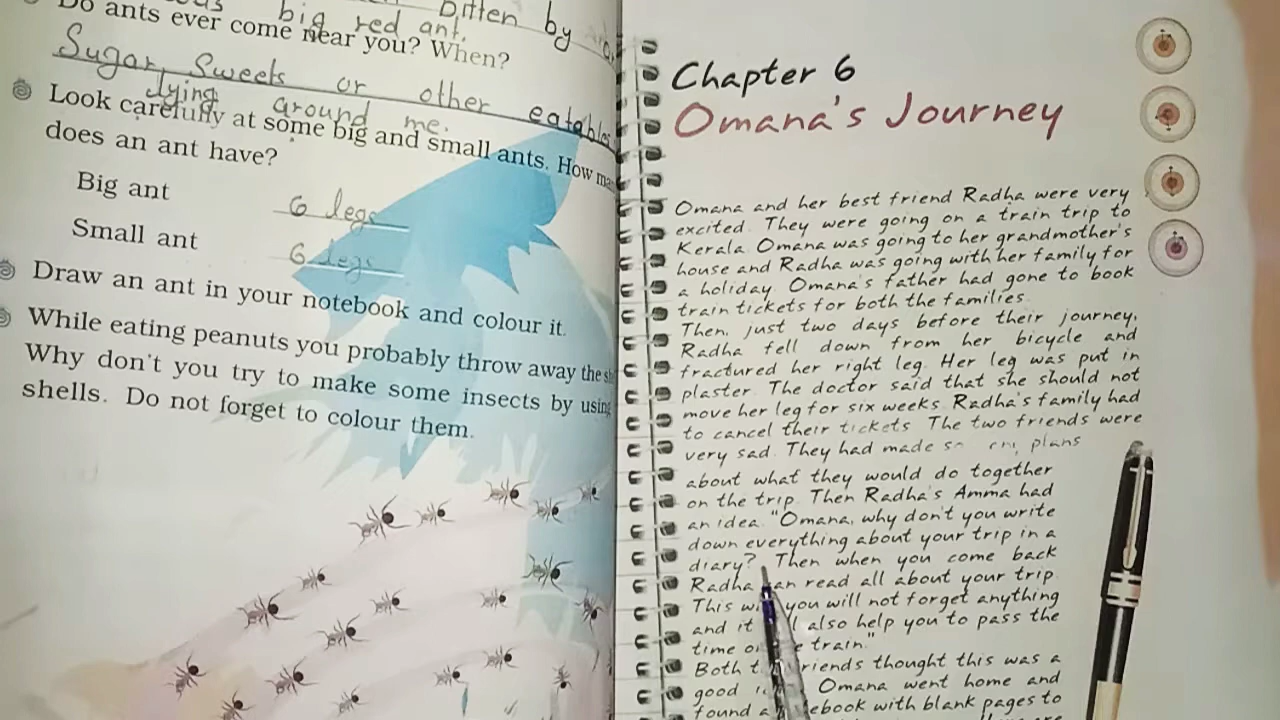 bitten by
big red ant.
Do ants ever come near you? When?
Sugar, Sweets or other eatables
lying around me.
Look carefully at some big and small ants. How
does an ant have?
Big ant 6 legs
Small ant 6 legs
Draw an ant in your notebook and colour it.
While eating peanuts you probably throw away the
Why don't you try to make some insects by using
shells. Do not forget to colour them.
Chapter 6
Omana's Journey
Omana and her best friend Radha were very
excited. They were going on a train trip to
Kerala. Omana was going to her grandmother's
house and Radha was going with her family for
a holiday. Omana's father had gone to book
train tickets for both the families.
Then, just two days before their journey,
Radha fell down from her bicycle and
fractured her right leg. Her leg was put in
plaster. The doctor said that she should not
move her leg for six weeks. Radha's family had
to cancel their tickets. The two friends were
very sad. They had made plans
about what they would do together
on the trip. Then Radha's Amma had
an idea. "Omana, why don't you write
down everything about your trip in a
diary? Then when you come back
Radha can read all about your trip.
This you will not forget anything
and it also help you to pass the
time train."
Both friends thought this was a
good Omana went home and
found a with blank pages to